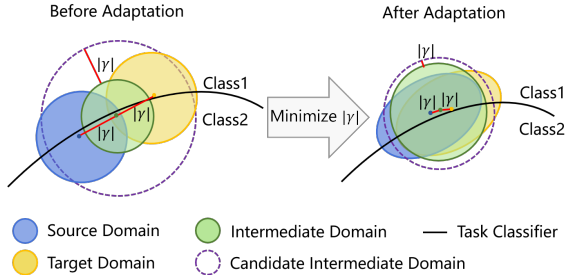 Before Adaptation
After Adaptation
|γ|
|γ|
|γ|
Class1
Class2
Minimize |γ|
|γ|
|γ|
|γ|
Class1
Class2
Source Domain
Intermediate Domain
Task Classifier
Target Domain
Candidate Intermediate Domain